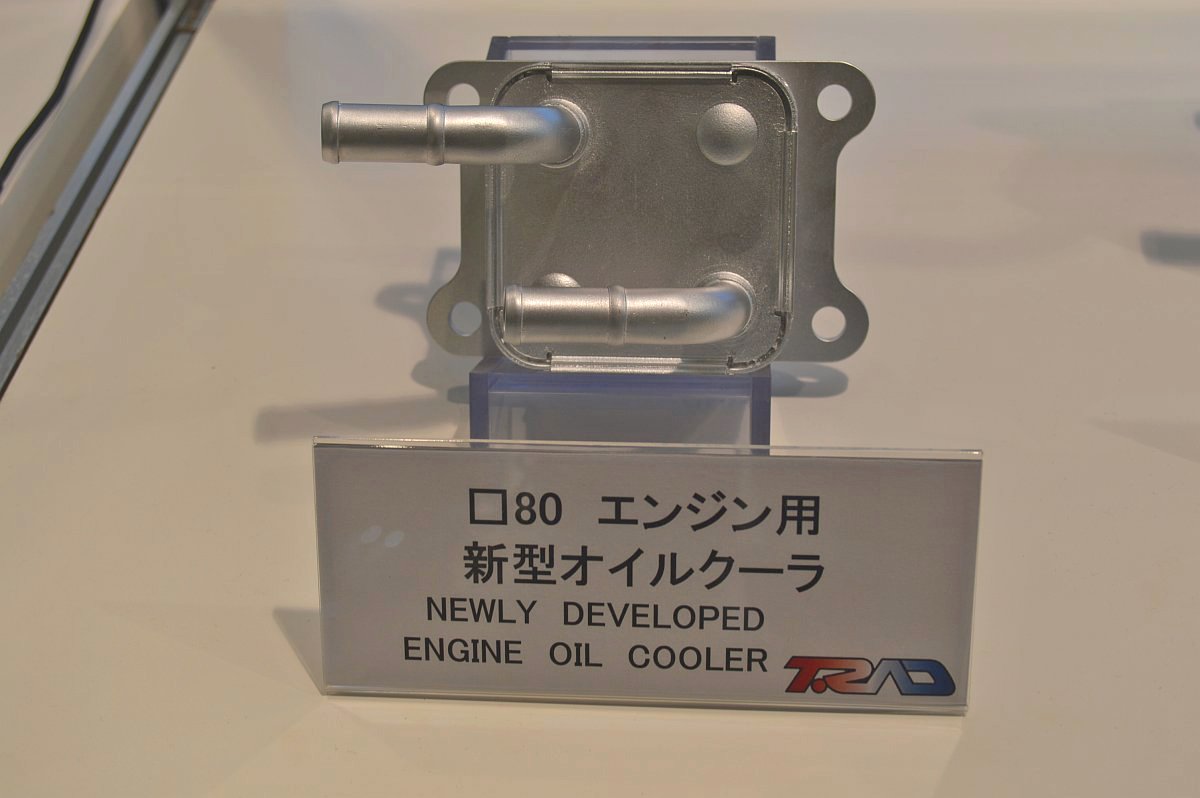 □80 エンジン用
新型オイルクーラ
NEWLY DEVELOPED
ENGINE OIL COOLER
T.RAD